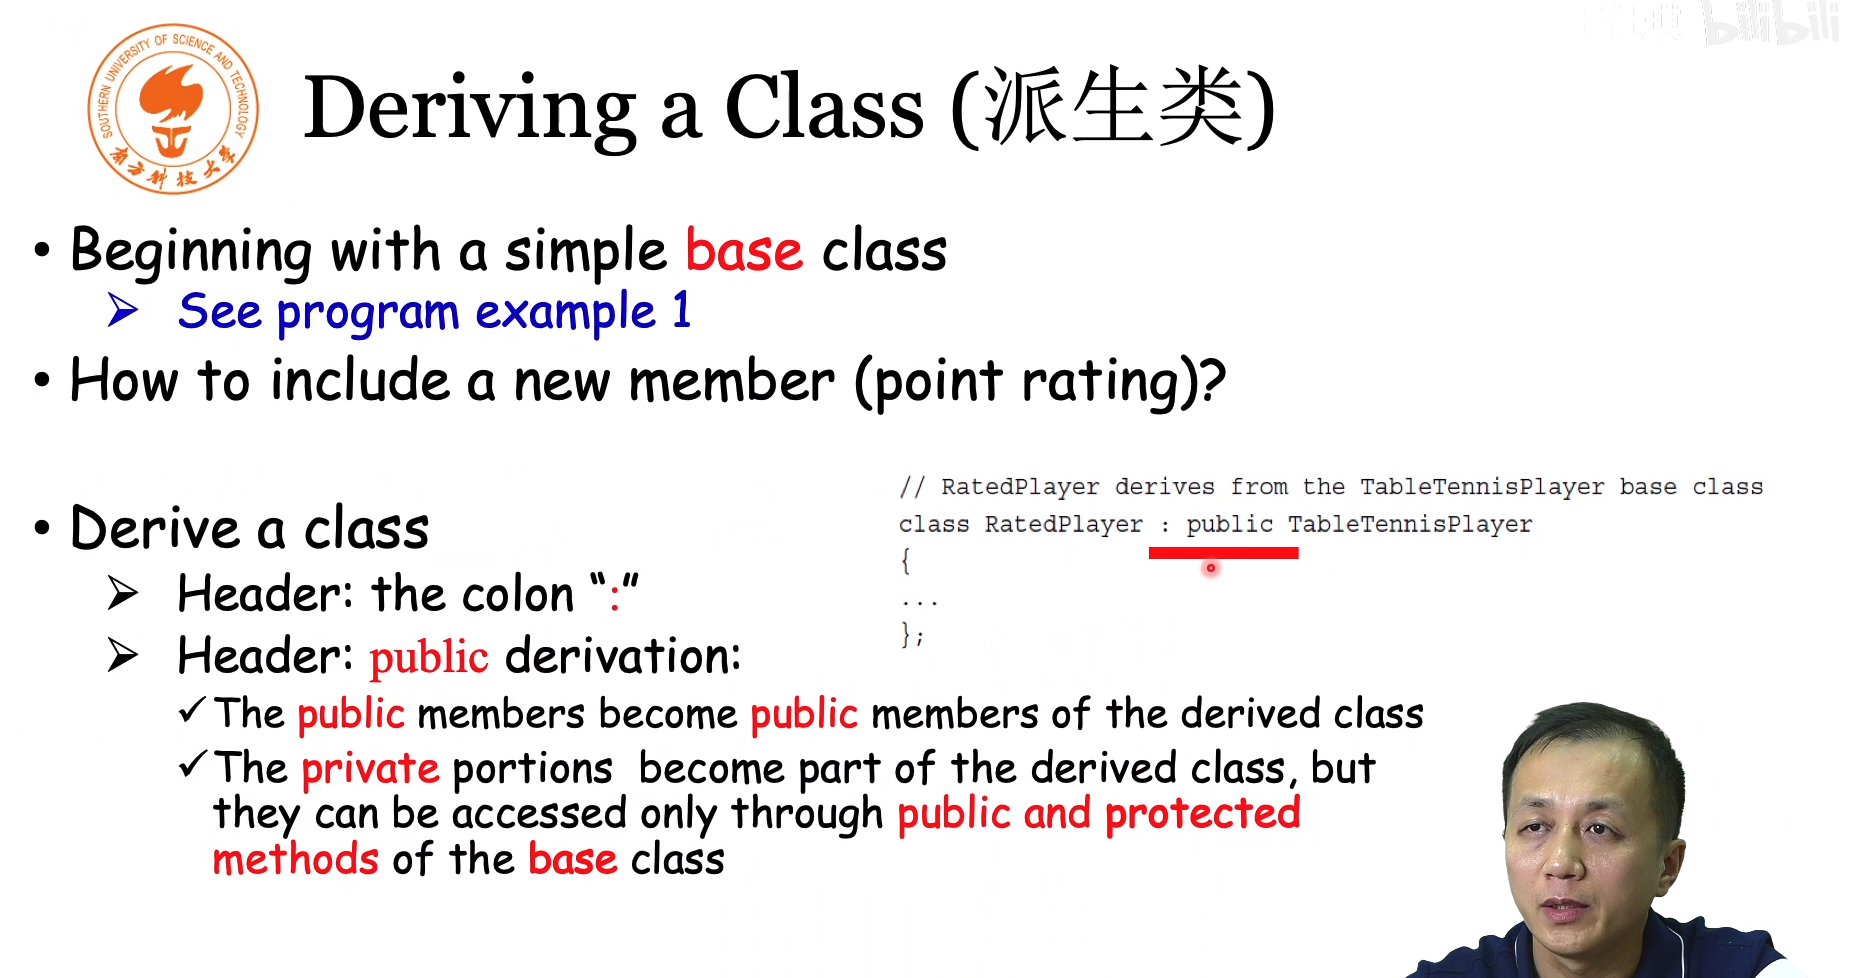 SOUTHERN UNIVERSITY OF SCIENCE AND TECHNOLOGY
南方科技大学
bilibili
Deriving a Class (派生类)
• Beginning with a simple base class
➢ See program example 1
• How to include a new member (point rating)?
• Derive a class
➢ Header: the colon “:”
➢ Header: public derivation:
✓The public members become public members of the derived class
✓The private portions become part of the derived class, but
they can be accessed only through public and protected
methods of the base class
// RatedPlayer derives from the TableTennisPlayer base class
class RatedPlayer : public TableTennisPlayer
{
...
};